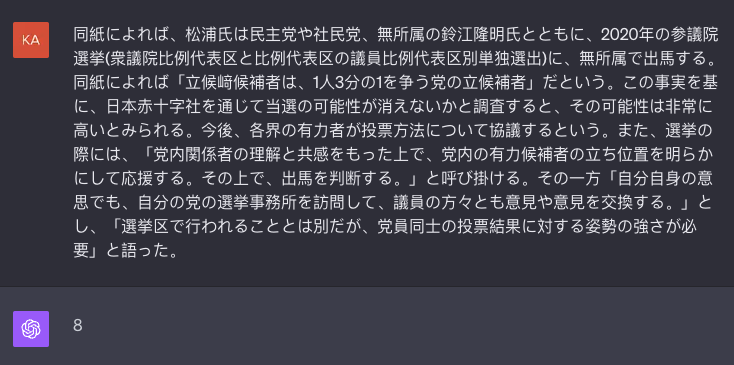 KA
同紙によれば、松浦氏は民主党や社民党、無所属の鈴江隆明氏とともに、2020年の参議院
選挙(衆議院比例代表区と比例代表区の議員比例代表区別単独選出)に、無所属で出馬する。
同紙によれば「立候﨑候補者は、1人3分の1を争う党の立候補者」だという。この事実を基
に、日本赤十字社を通じて当選の可能性が消えないかと調査すると、その可能性は非常に
高いとみられる。今後、各界の有力者が投票方法について協議するという。また、選挙の
際には、「党内関係者の理解と共感をもった上で、党内の有力候補者の立ち位置を明らか
にして応援する。その上で、出馬を判断する。」と呼び掛ける。その一方「自分自身の意
思でも、自分の党の選挙事務所を訪問して、議員の方々とも意見や意見を交換する。」と
し、「選挙区で行われることとは別だが、党員同士の投票結果に対する姿勢の強さが必
要」と語った。
8